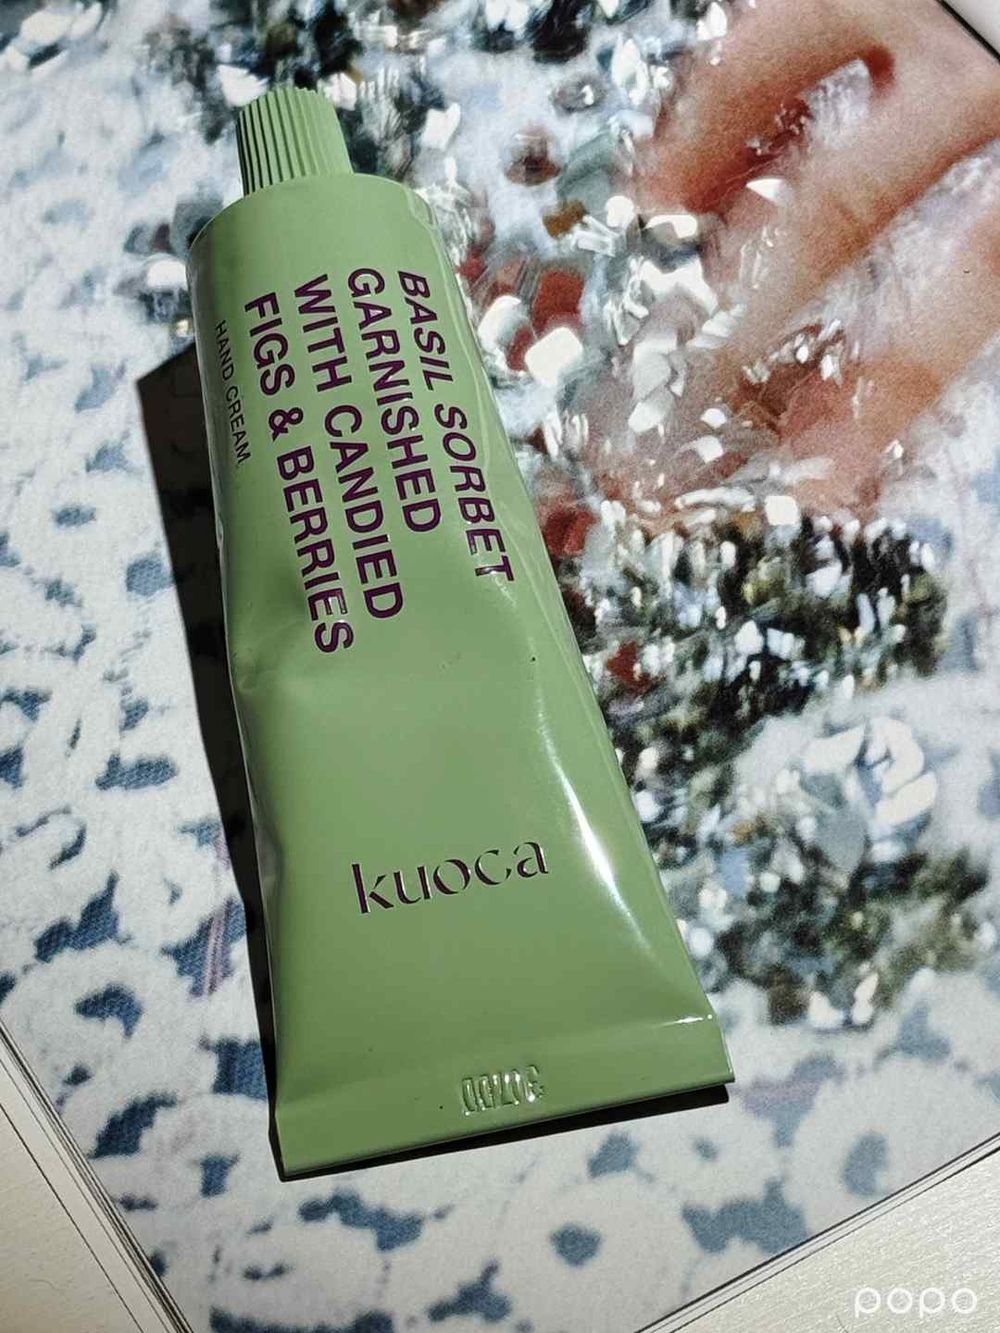 BASIL SORBET
GARNISHED
WITH CANDIED
FIGS & BERRIES
HAND CREAM
kuoca
popo